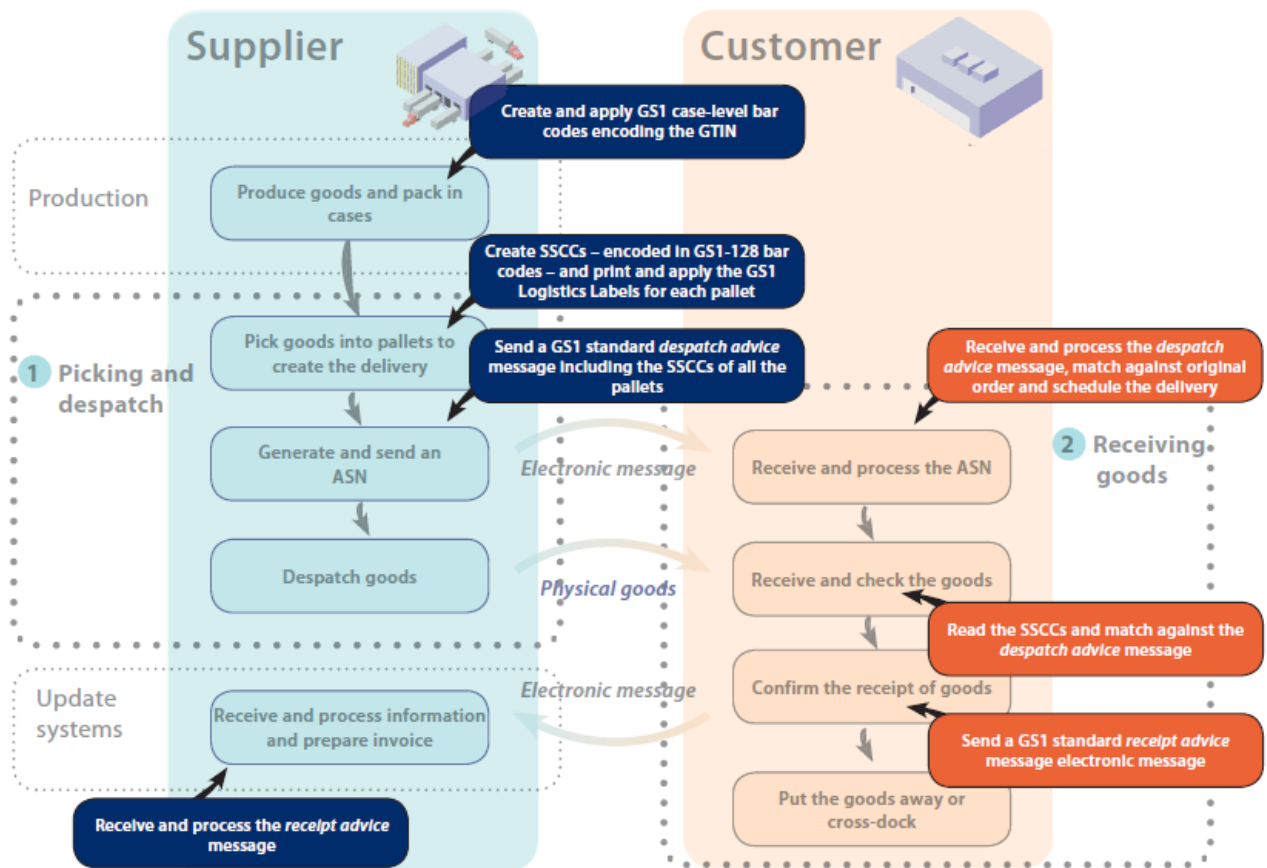 Supplier
Customer
Create and apply GS1 case-level bar
codes encoding the GTIN
Production
Produce goods and pack in
cases
Create SSCCs – encoded in GS1-128 bar
codes – and print and apply the GS1
Logistics Labels for each pallet
1 Picking and
despatch
Pick goods into pallets to
create the delivery
Send a GS1 standard despatch advice
message including the SSCCs of all the
pallets
Receive and process the despatch
advice message, match against original
order and schedule the delivery
Generate and send an
ASN
Electronic message
Receive and process the ASN
2 Receiving
goods
Despatch goods
Physical goods
Receive and check the goods
Read the SSCCs and match against the
despatch advice message
Update
systems
Receive and process information
and prepare invoice
Electronic message
Confirm the receipt of goods
Send a GS1 standard receipt advice
message electronic message
Put the goods away or
cross-dock
Receive and process the receipt advice
message